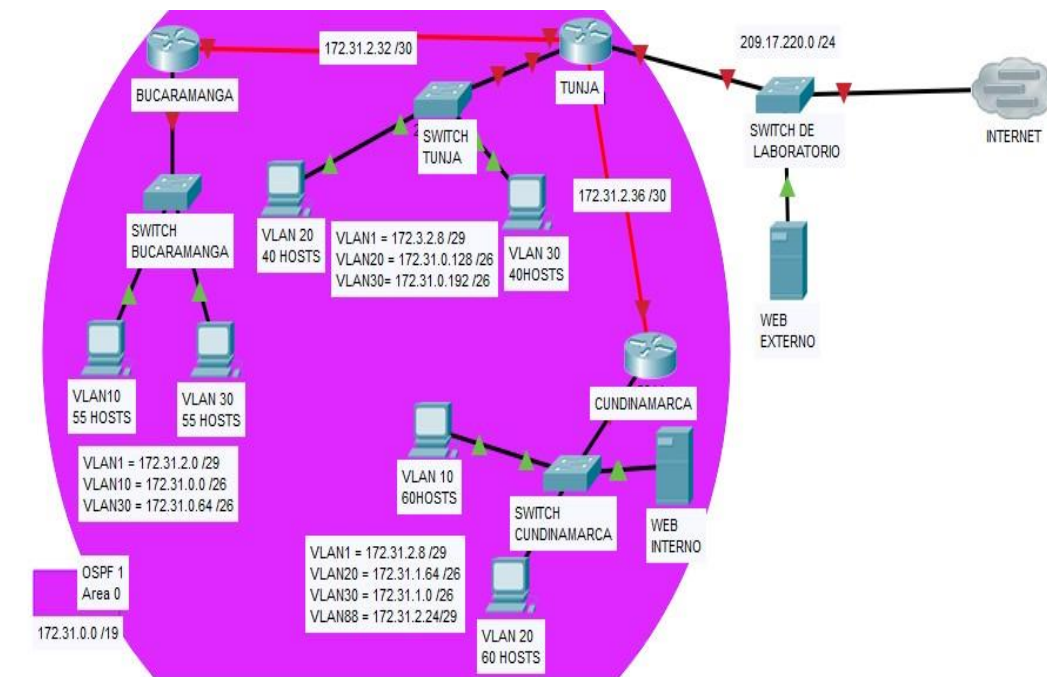 172.31.2.32 /30
209.17.220.0 /24
BUCARAMANGA
TUNJA
INTERNET
SWITCH
TUNJA
SWITCH DE
LABORATORIO
172.31.2.36 /30
SWITCH
BUCARAMANGA
VLAN 20
40 HOSTS
VLAN1 = 172.3.2.8 /29
VLAN20 = 172.31.0.128 /26
VLAN30= 172.31.0.192 /26
VLAN 30
40HOSTS
WEB
EXTERNO
VLAN10
55 HOSTS
VLAN 30
55 HOSTS
CUNDINAMARCA
VLAN1 = 172.31.2.0 /29
VLAN10 = 172.31.0.0 /26
VLAN30 = 172.31.0.64 /26
VLAN 10
60HOSTS
SWITCH
CUNDINAMARCA
WEB
INTERNO
VLAN1 = 172.31.2.8 /29
VLAN20 = 172.31.1.64 /26
VLAN30 = 172.31.1.0 /26
VLAN88 = 172.31.2.24/29
OSPF 1
Area 0
172.31.0.0 /19
VLAN 20
60 HOSTS